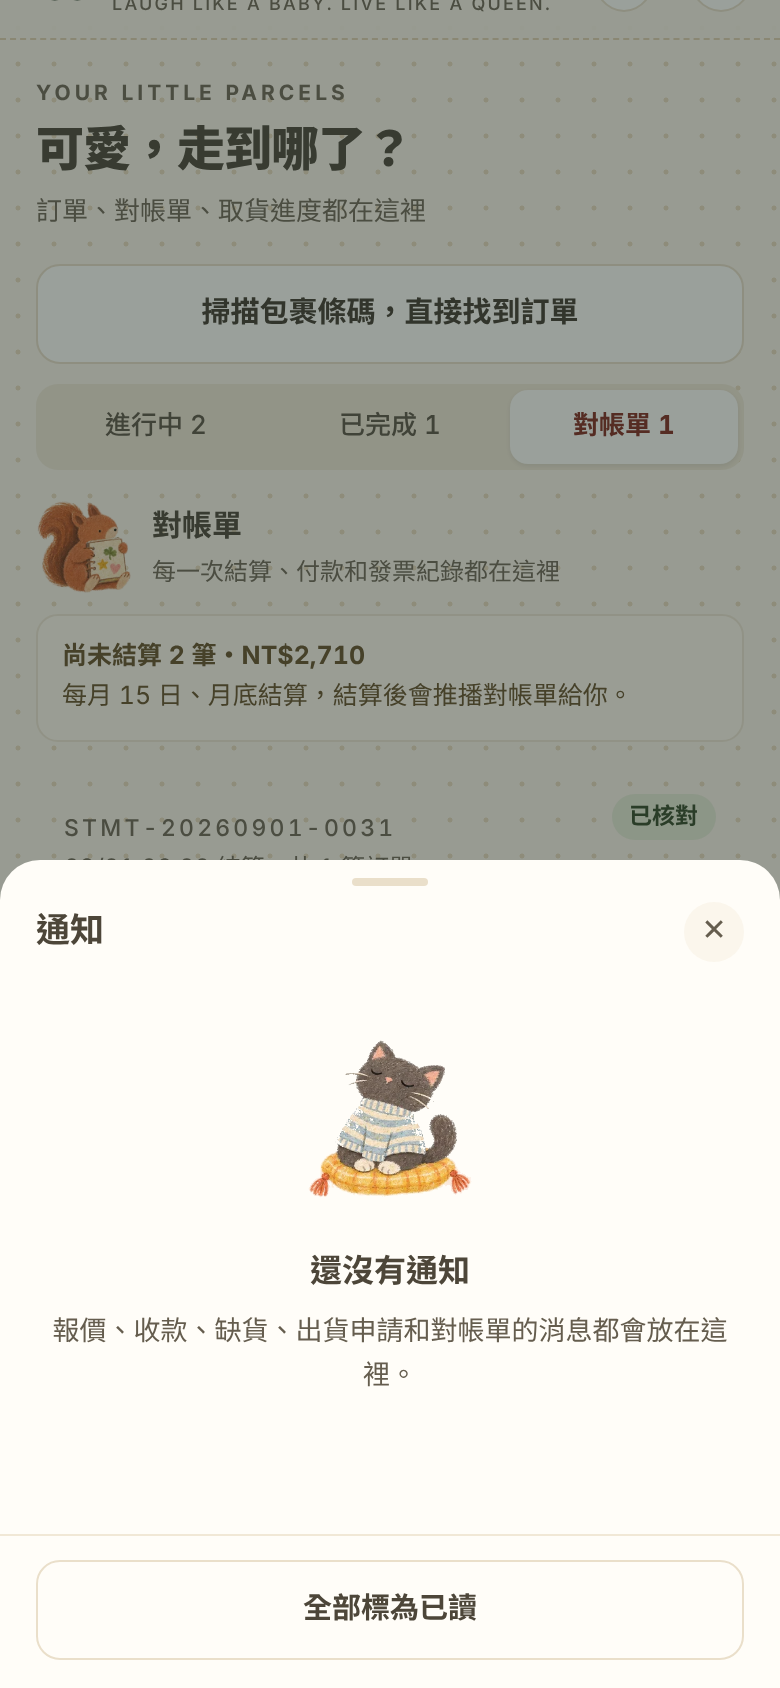 LAUGH LIKE A BABY. LIVE LIKE A QUEEN.
YOUR LITTLE PARCELS
可愛，走到哪了？
訂單、對帳單、取貨進度都在這裡
掃描包裹條碼，直接找到訂單
進行中 2
已完成 1
對帳單 1
對帳單
每一次結算、付款和發票紀錄都在這裡
尚未結算 2 筆・NT$2,710
每月 15 日、月底結算，結算後會推播對帳單給你。
STMT-20260901-0031
已核對
通知
還沒有通知
報價、收款、缺貨、出貨申請和對帳單的消息都會放在這
裡。
全部標為已讀